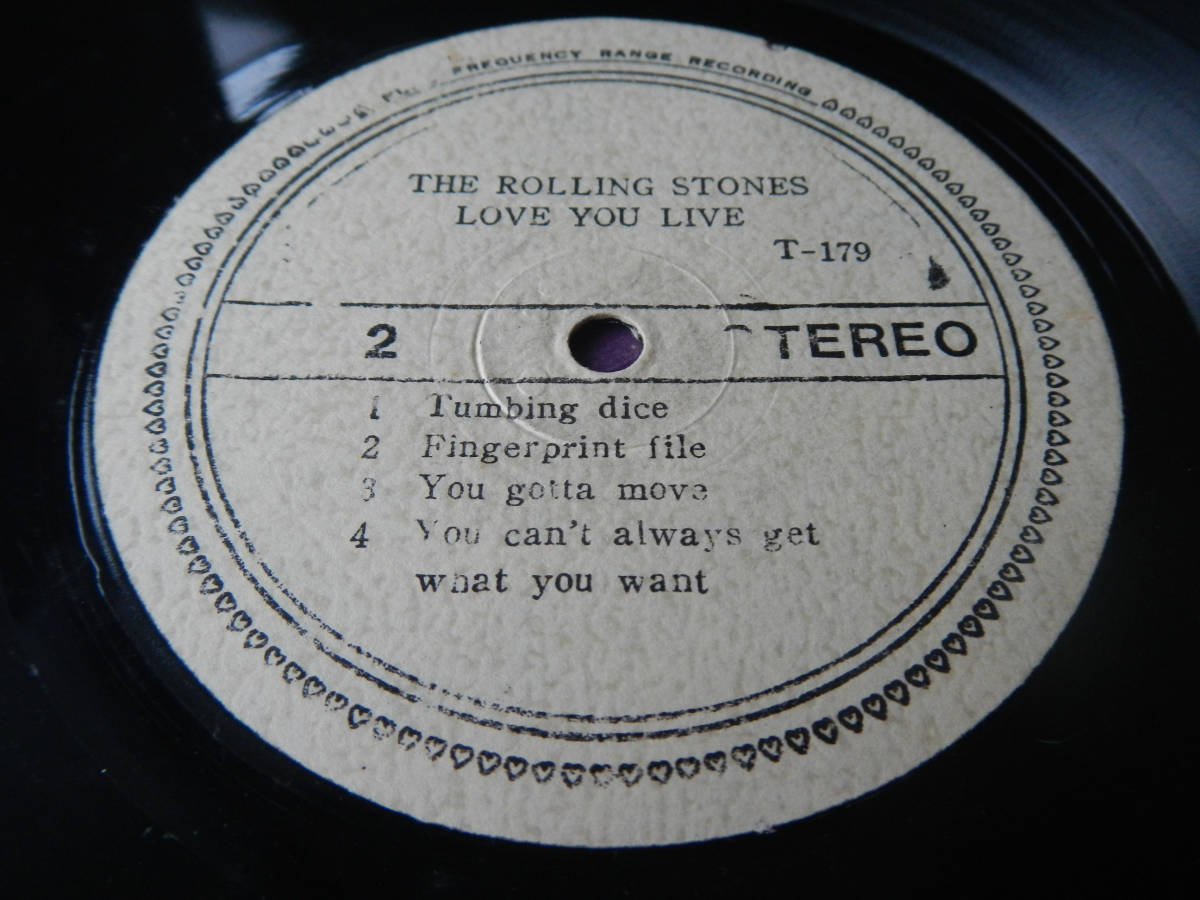 FREQUENCY RANGE RECORDING
THE ROLLING STONES
LOVE YOU LIVE
T-179
2 STEREO
1 Tumbing dice
2 Fingerprint file
3 You gotta move
4 You can't always get
what you want